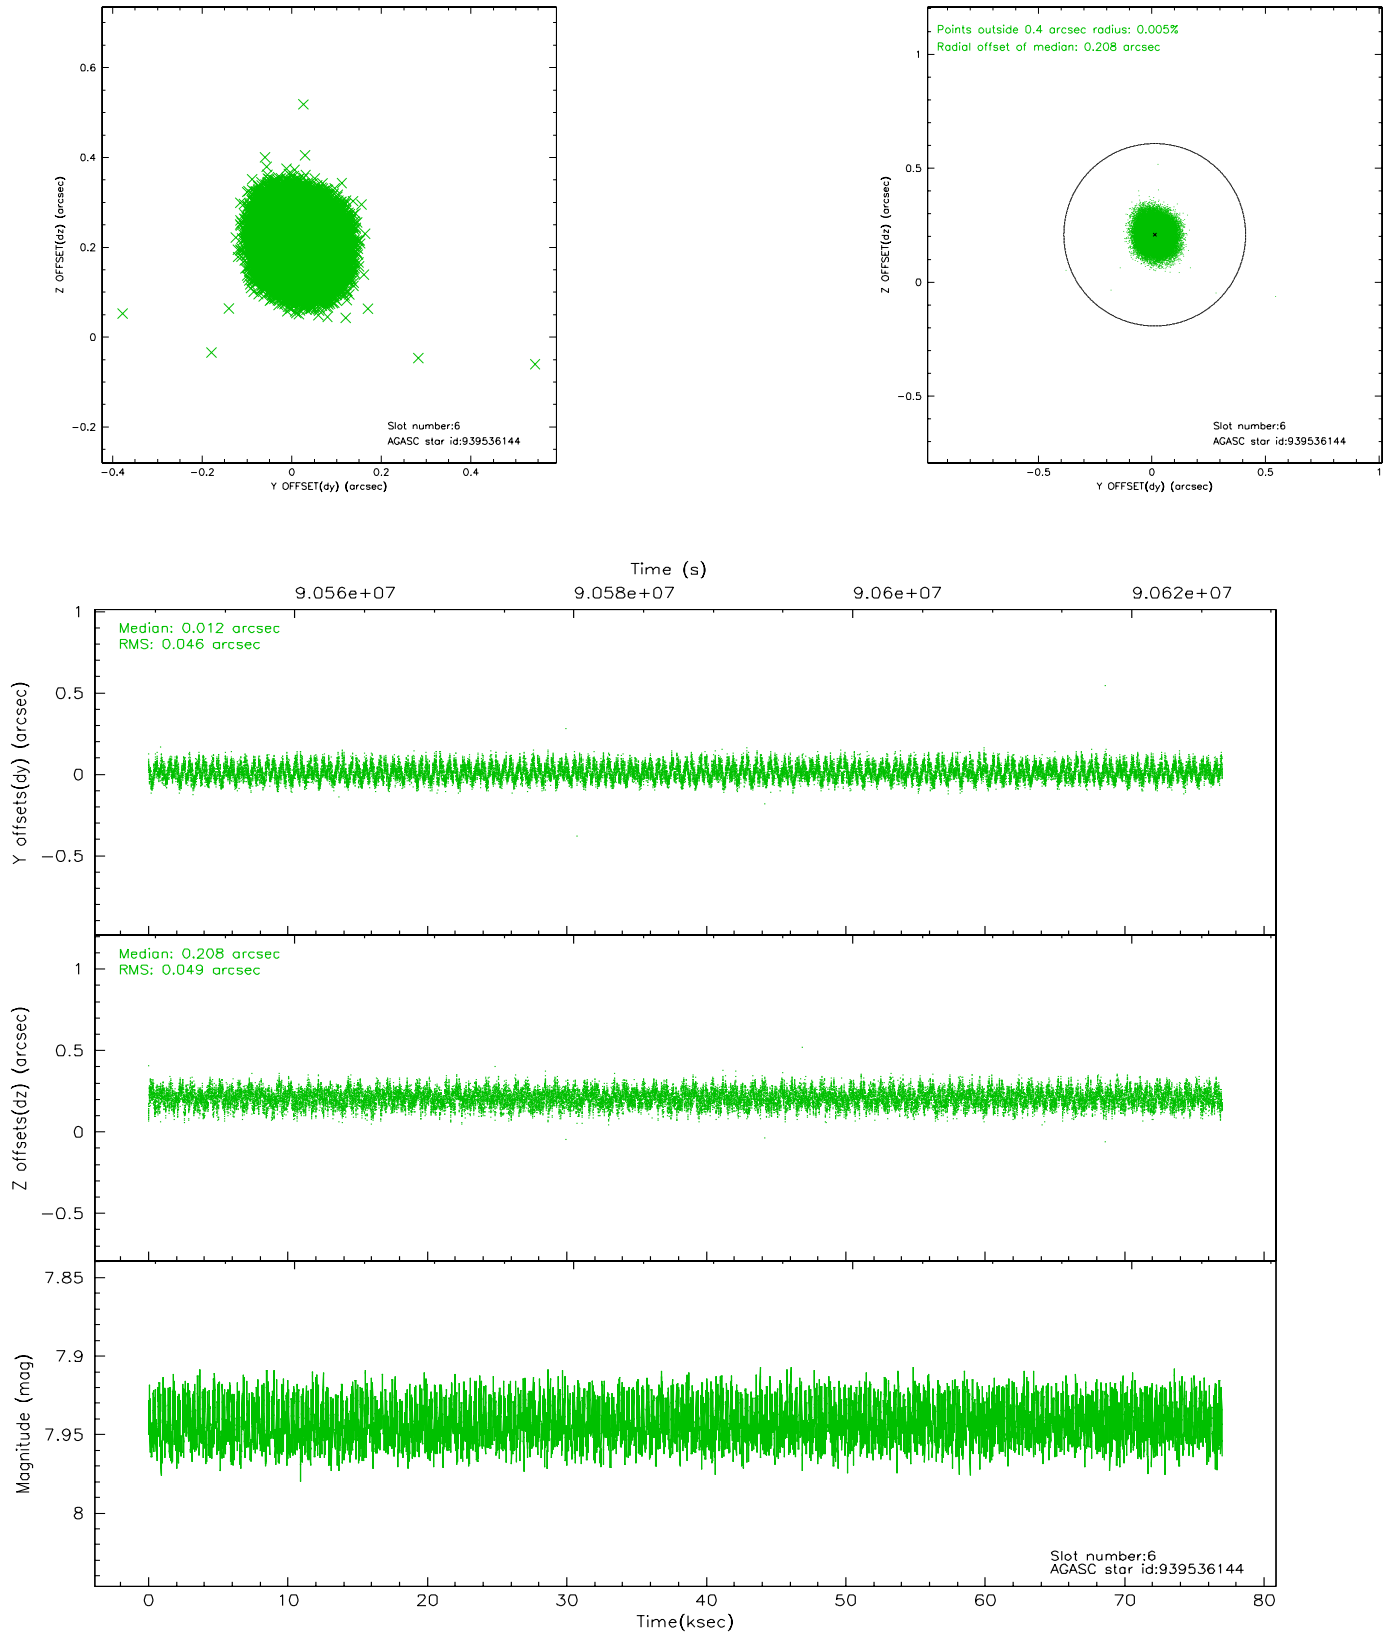 0.6
0.4
0.2
0
−0.2
Z OFFSET(dz) (arcsec)
Slot number:6
AGASC star id:939536144
−0.4 −0.2 0 0.2 0.4
Y OFFSET(dy) (arcsec)
Points outside 0.4 arcsec radius: 0.005%
Radial offset of median: 0.208 arcsec
1
0.5
0
−0.5
Z OFFSET(dz) (arcsec)
Slot number:6
AGASC star id:939536144
−0.5 0 0.5 1
Y OFFSET(dy) (arcsec)
Time (s)
9.056e+07 9.058e+07 9.06e+07 9.062e+07
Median: 0.012 arcsec
RMS: 0.046 arcsec
1
0.5
0
−0.5
Y offsets(dy) (arcsec)
Median: 0.208 arcsec
RMS: 0.049 arcsec
1
0.5
0
−0.5
Z offsets(dz) (arcsec)
7.85
7.9
7.95
8
Magnitude (mag)
Slot number:6
AGASC star id:939536144
0 10 20 30 40 50 60 70 80
Time(ksec)